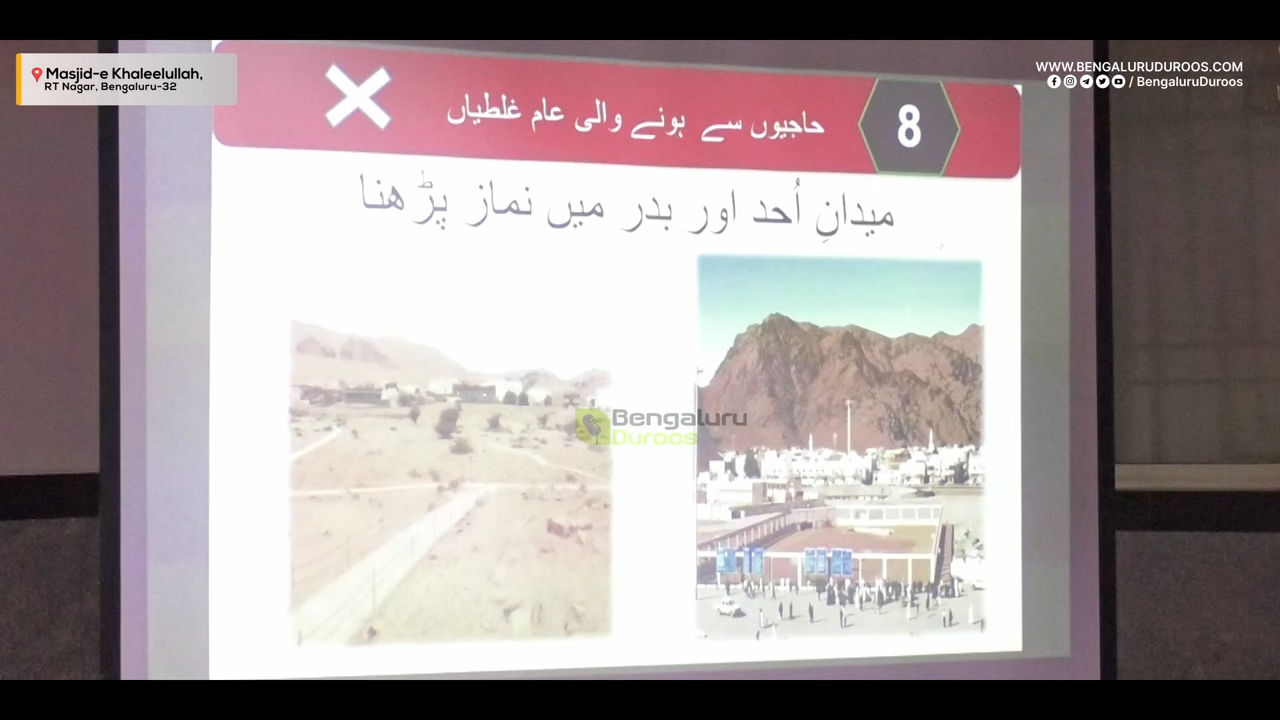 Masjid-e Khaleelullah,
RT Nagar, Bengaluru-32
WWW.BENGALURUDUROOS.COM
/ BengaluruDuroos
8
حاجیوں سے ہونے والی عام غلطیاں
میدانِ اُحد اور بدر میں نماز پڑھنا
Bengaluru
Duroos